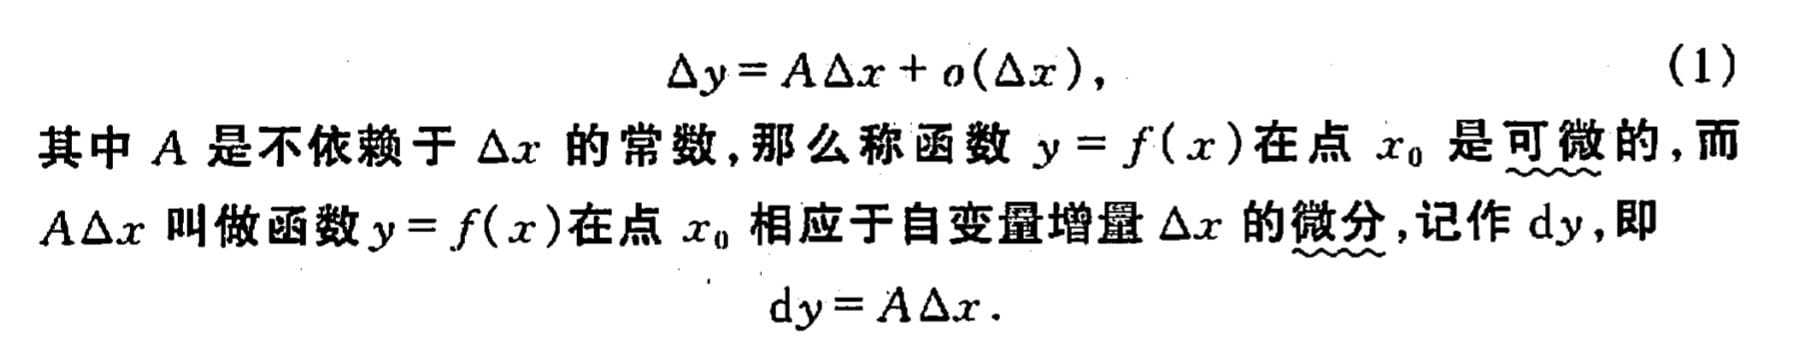 Δy = AΔx + o(Δx), (1)
其中 A 是不依赖于 Δx 的常数,那么称函数 y = f(x)在点 x₀ 是可微的,而
AΔx 叫做函数 y = f(x)在点 x₀ 相应于自变量增量 Δx 的微分,记作 dy,即
dy = AΔx.